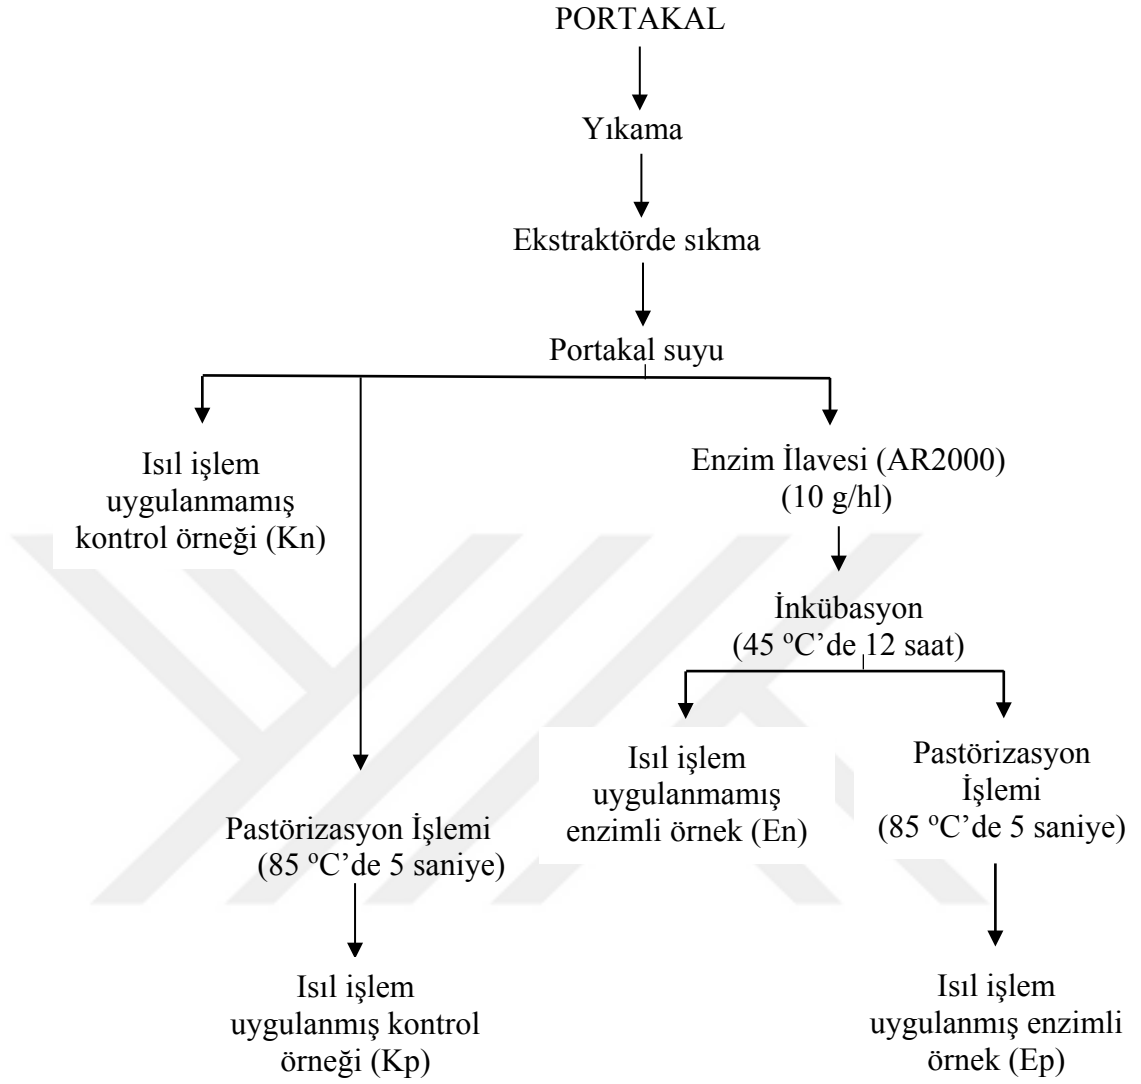 PORTAKAL
Yıkama
Ekstraktörde sıkma
Portakal suyu
Isıl işlem
uygulanmamış
kontrol örneği (Kn)
Enzim İlavesi (AR2000)
(10 g/hl)
İnkübasyon
(45 ºC’de 12 saat)
Isıl işlem
uygulanmamış
enzimli örnek (En)
Pastörizasyon
İşlemi
(85 ºC’de 5 saniye)
Pastörizasyon İşlemi
(85 ºC’de 5 saniye)
Isıl işlem
uygulanmış kontrol
örneği (Kp)
Isıl işlem
uygulanmış enzimli
örnek (Ep)